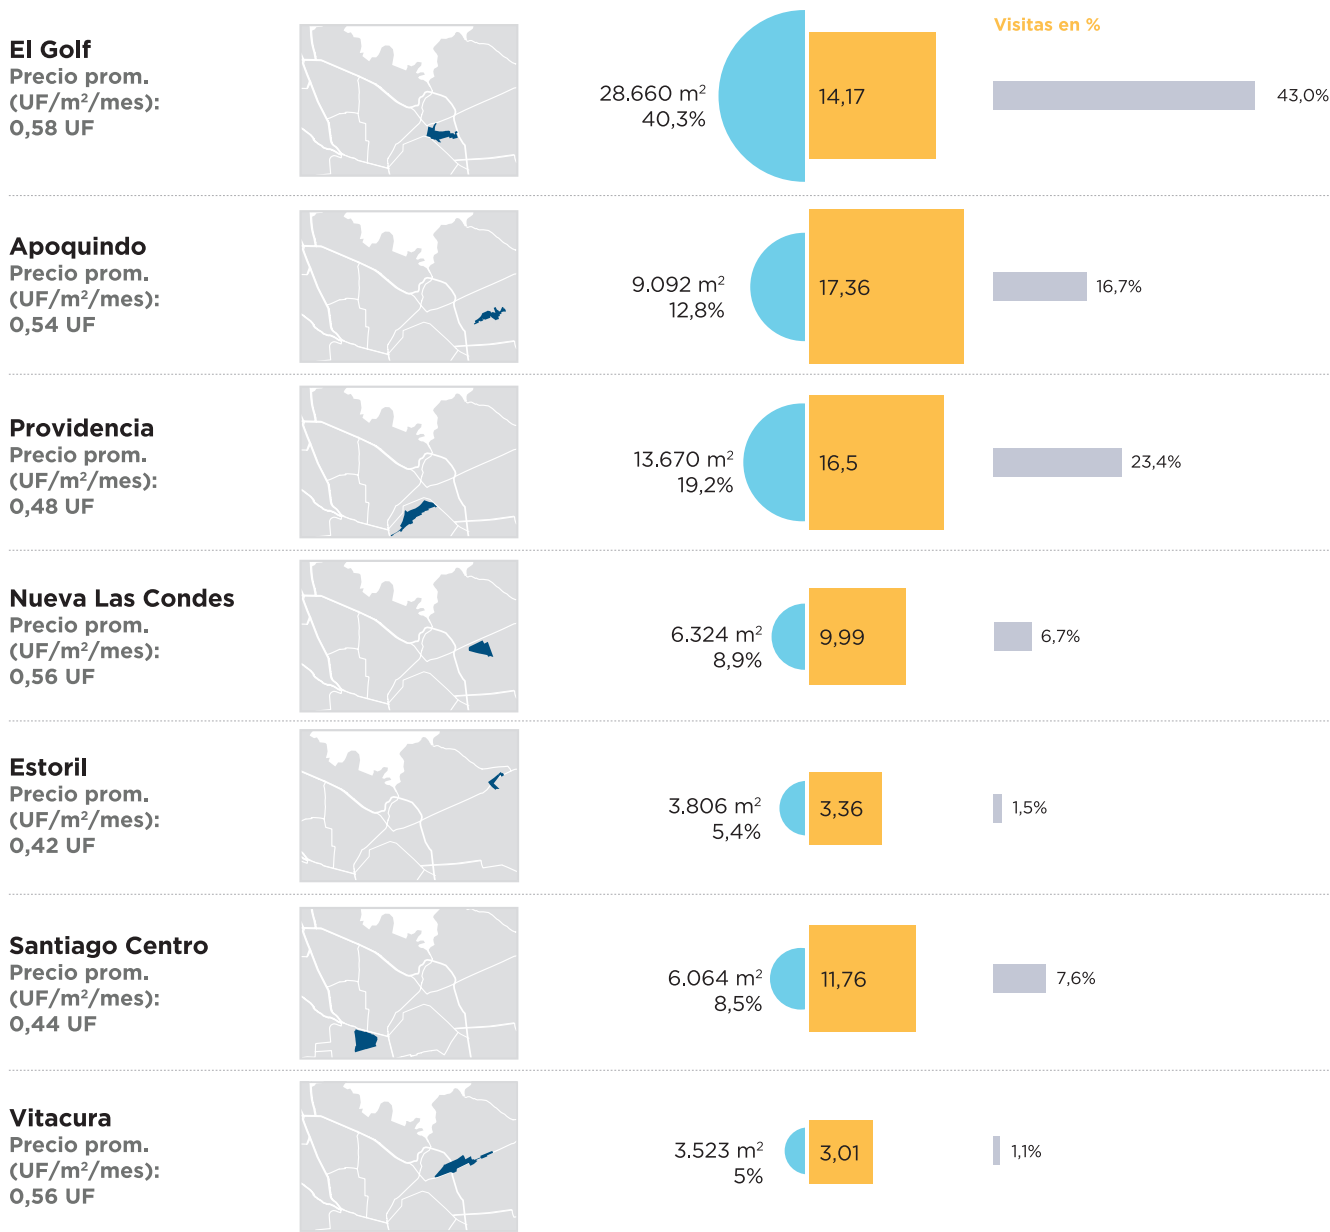 Visitas en %
El Golf
Precio prom.
(UF/m²/mes):
0,58 UF
28.660 m²
40,3%
14,17
43,0%
Apoquindo
Precio prom.
(UF/m²/mes):
0,54 UF
9.092 m²
12,8%
17,36
16,7%
Providencia
Precio prom.
(UF/m²/mes):
0,48 UF
13.670 m²
19,2%
16,5
23,4%
Nueva Las Condes
Precio prom.
(UF/m²/mes):
0,56 UF
6.324 m²
8,9%
9,99
6,7%
Estoril
Precio prom.
(UF/m²/mes):
0,42 UF
3.806 m²
5,4%
3,36
1,5%
Santiago Centro
Precio prom.
(UF/m²/mes):
0,44 UF
6.064 m²
8,5%
11,76
7,6%
Vitacura
Precio prom.
(UF/m²/mes):
0,56 UF
3.523 m²
5%
3,01
1,1%